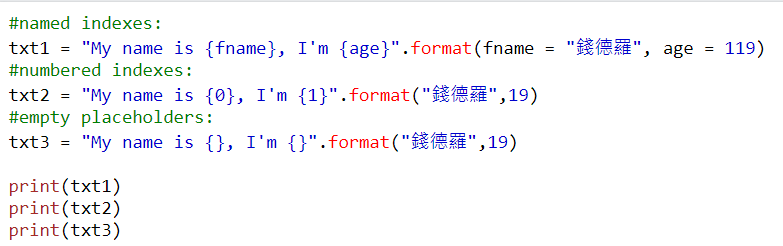 #named indexes:
txt1 = "My name is {fname}, I'm {age}".format(fname = "錢德羅", age = 119)
#numbered indexes:
txt2 = "My name is {0}, I'm {1}".format("錢德羅",19)
#empty placeholders:
txt3 = "My name is {}, I'm {}".format("錢德羅",19)
print(txt1)
print(txt2)
print(txt3)